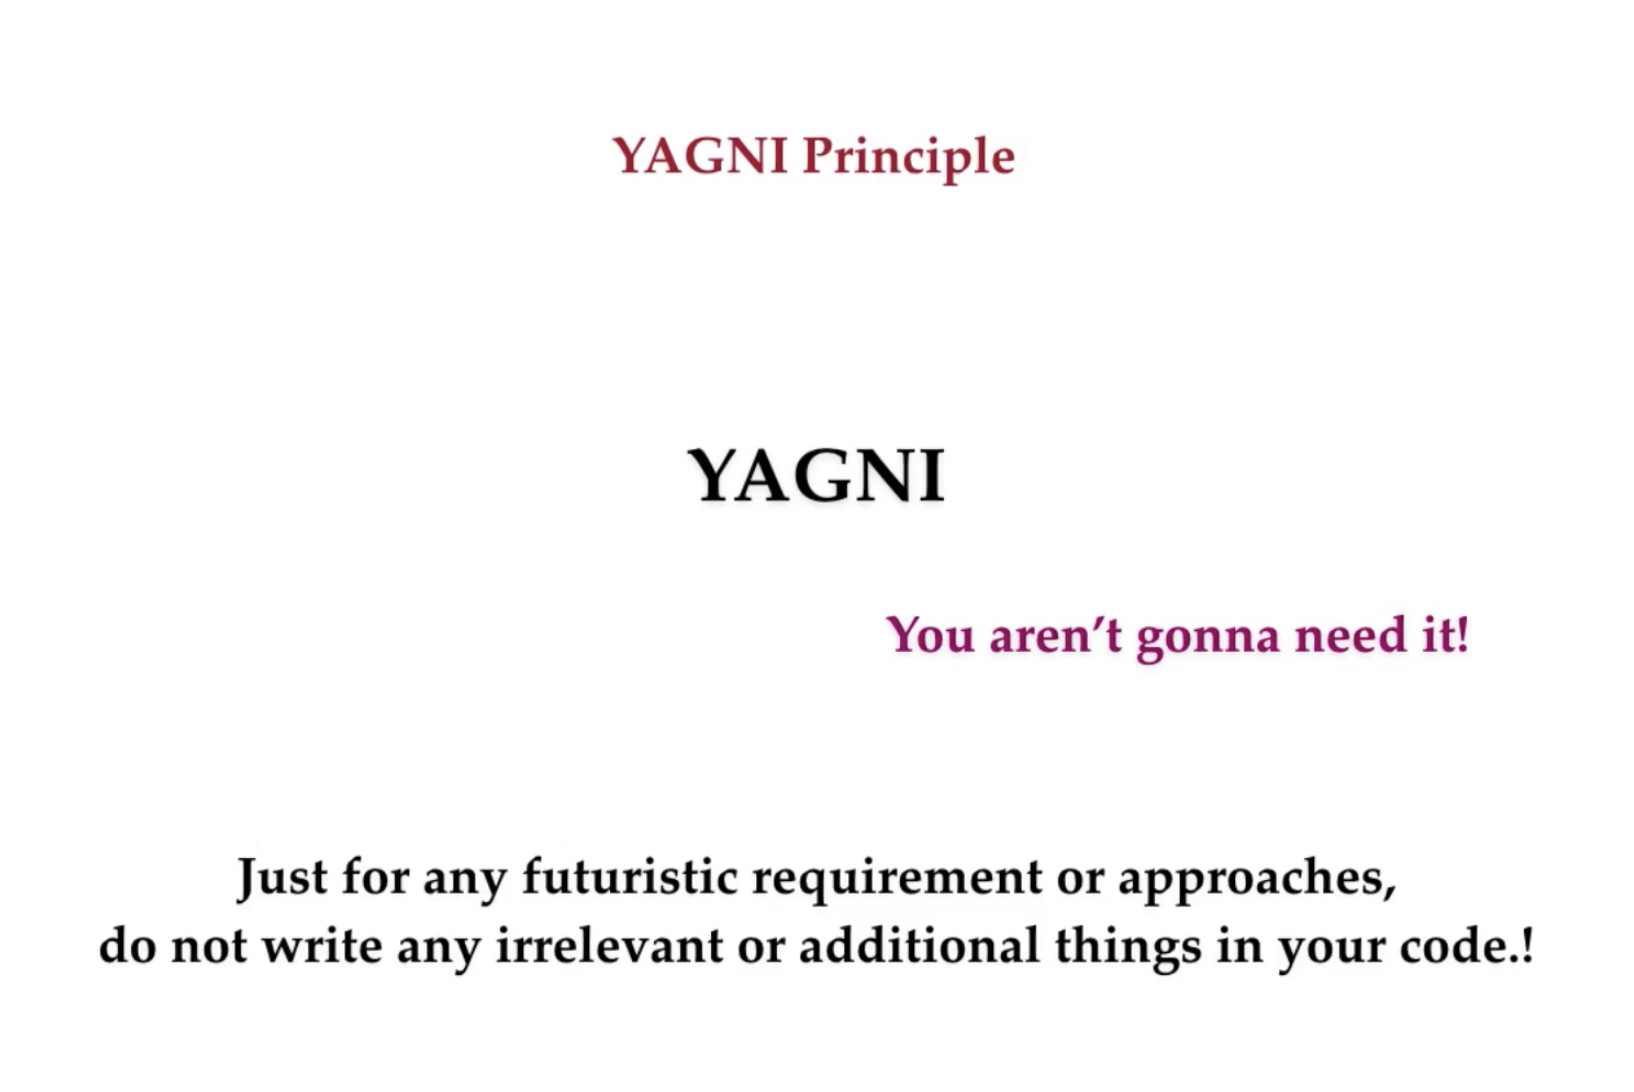 YAGNI Principle
YAGNI
You aren’t gonna need it!
Just for any futuristic requirement or approaches,
do not write any irrelevant or additional things in your code.!